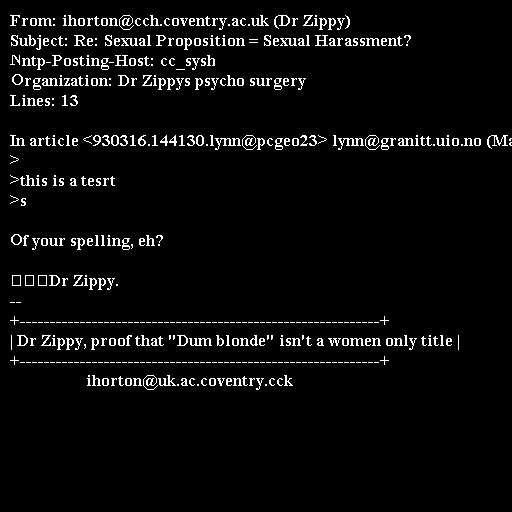 From: ihorton@cch.coventry.ac.uk (Dr Zippy)
Subject: Re: Sexual Proposition = Sexual Harassment?
Nntp-Posting-Host: cc_sysh
Organization: Dr Zippys psycho surgery
Lines: 13

In article <930316.144130.lynn@pcgeo23> lynn@granitt.uio.no (Ma
>
>this is a tesrt
>s

Of your spelling, eh?

Dr Zippy.
--
+------------------------------------------------------------+
| Dr Zippy, proof that "Dum blonde" isn't a women only title |
+------------------------------------------------------------+
ihorton@uk.ac.coventry.cck